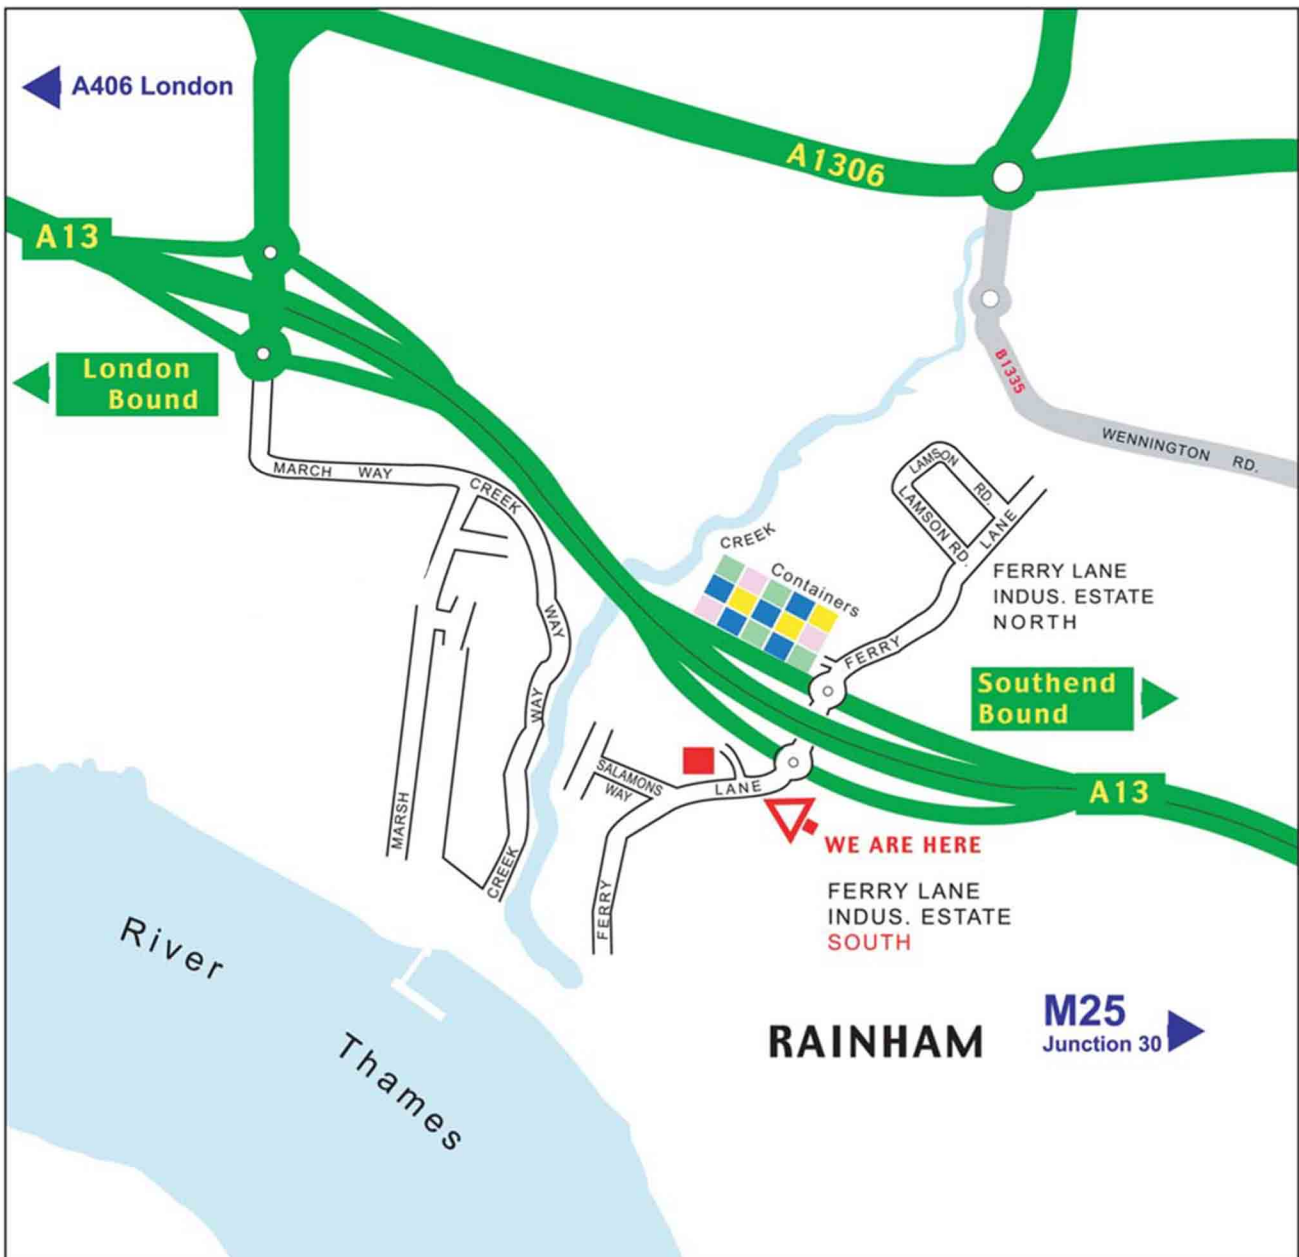 A406 London
A1306
A13
London
Bound
B1335
WENNINGTON RD.
MARCH WAY
CREEK
WAY
WAY
CREEK
MARSH
CREEK
Containers
LAMSON
RD.
LAMSON RD.
LANE
FERRY
FERRY LANE
INDUS. ESTATE
NORTH
Southend
Bound
A13
SALAMONS
WAY
LANE
FERRY
WE ARE HERE
FERRY LANE
INDUS. ESTATE
SOUTH
River
Thames
RAINHAM
M25
Junction 30